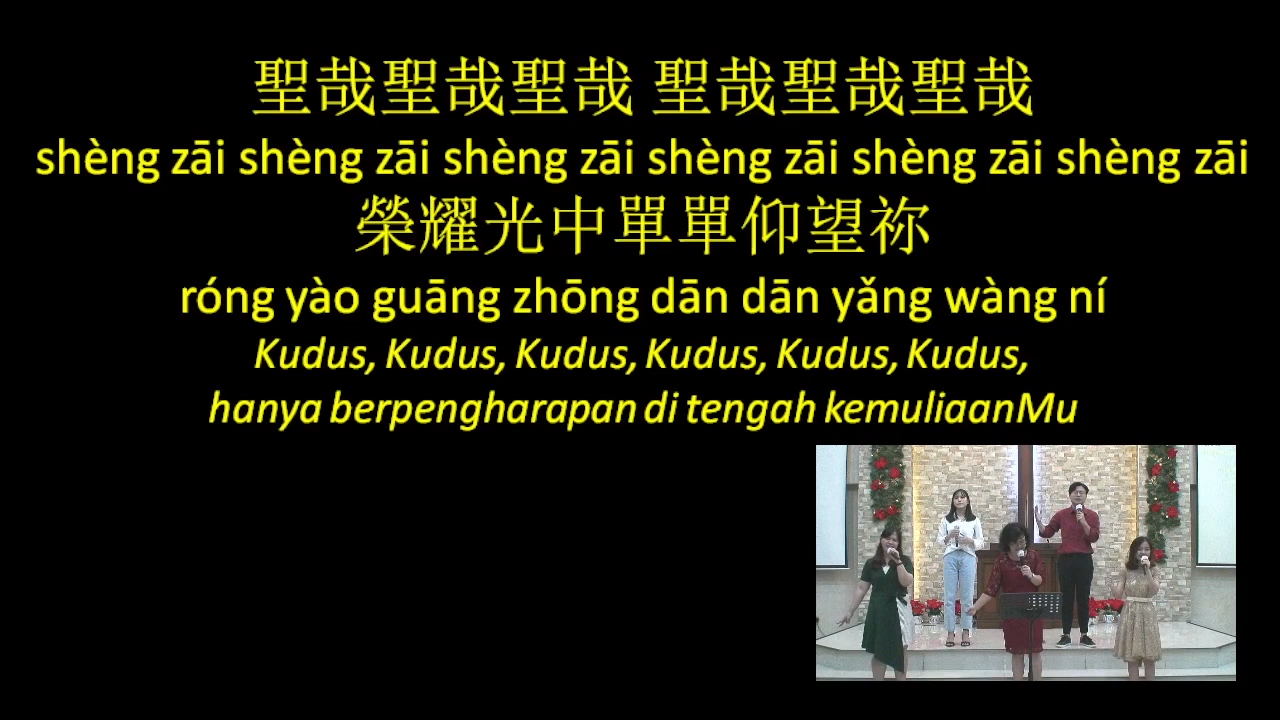 聖哉聖哉聖哉 聖哉聖哉聖哉
shèng zāi shèng zāi shèng zāi shèng zāi shèng zāi shèng zāi
榮耀光中單單仰望祢
róng yào guāng zhōng dān dān yǎng wàng ní
Kudus, Kudus, Kudus, Kudus, Kudus, Kudus,
hanya berpengharapan di tengah kemuliaanMu